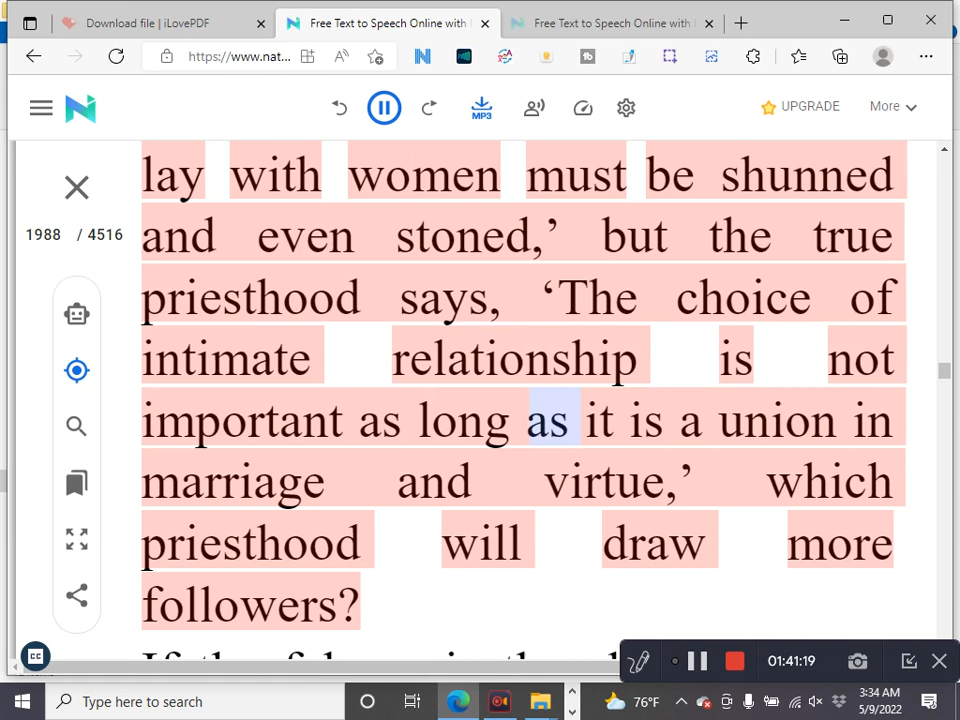 Download file | iLovePDF
Free Text to Speech Online with
Free Text to Speech Online with
https://www.nat...
MP3
UPGRADE
More
lay with women must be shunned
1988 / 4516
and even stoned,’ but the true
priesthood says, ‘The choice of
intimate relationship is not
important as long as it is a union in
marriage and virtue,’ which
priesthood will draw more
followers?
CC
01:41:19
Type here to search
76°F
3:34 AM
5/9/2022